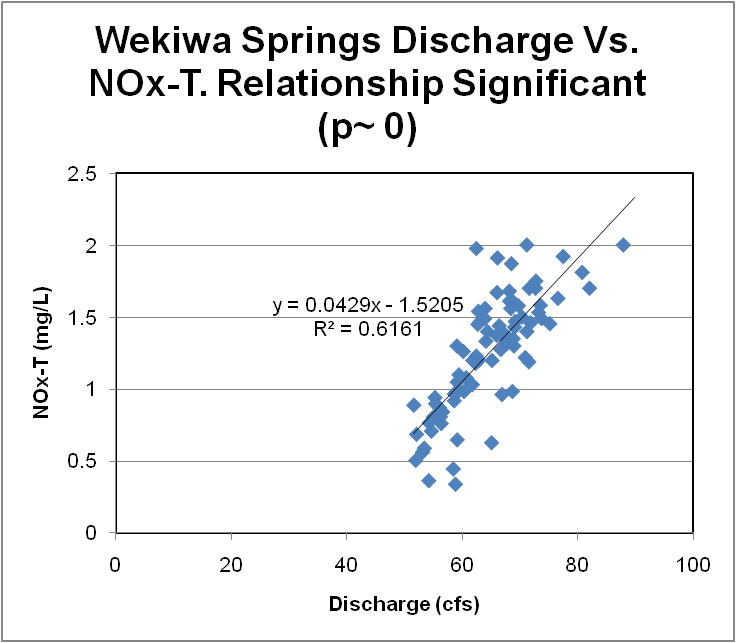 Wekiwa Springs Discharge Vs.
NOx-T. Relationship Significant
(p~ 0)
2.5
2
1.5
1
0.5
0
y = 0.0429x - 1.5205
R² = 0.6161
NOx-T (mg/L)
0 20 40 60 80 100
Discharge (cfs)